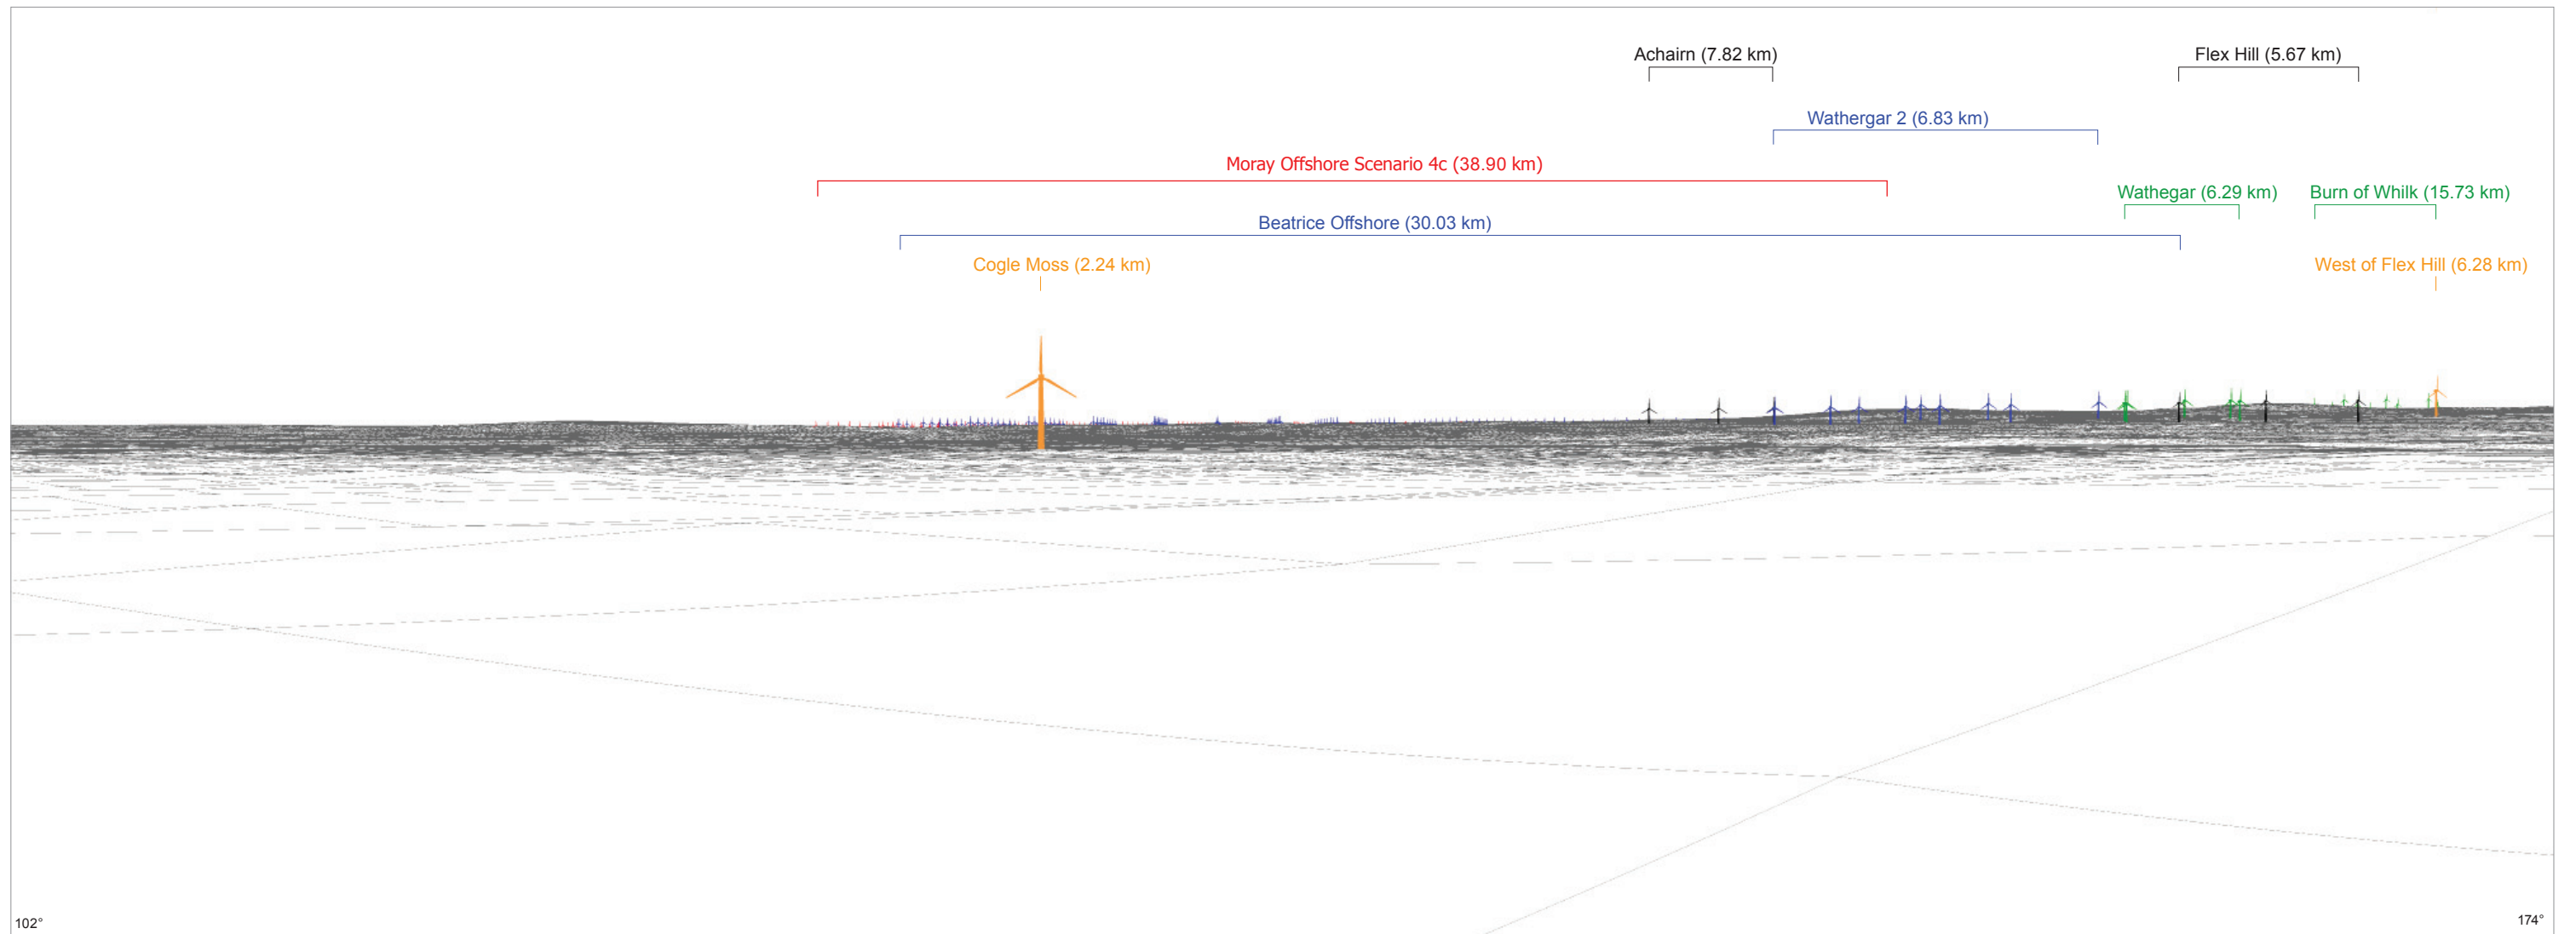 Achairn (7.82 km)
Flex Hill (5.67 km)
Wathergar 2 (6.83 km)
Moray Offshore Scenario 4c (38.90 km)
Wathegar (6.29 km)
Burn of Whilk (15.73 km)
Beatrice Offshore (30.03 km)
Cogle Moss (2.24 km)
West of Flex Hill (6.28 km)
102°
174°